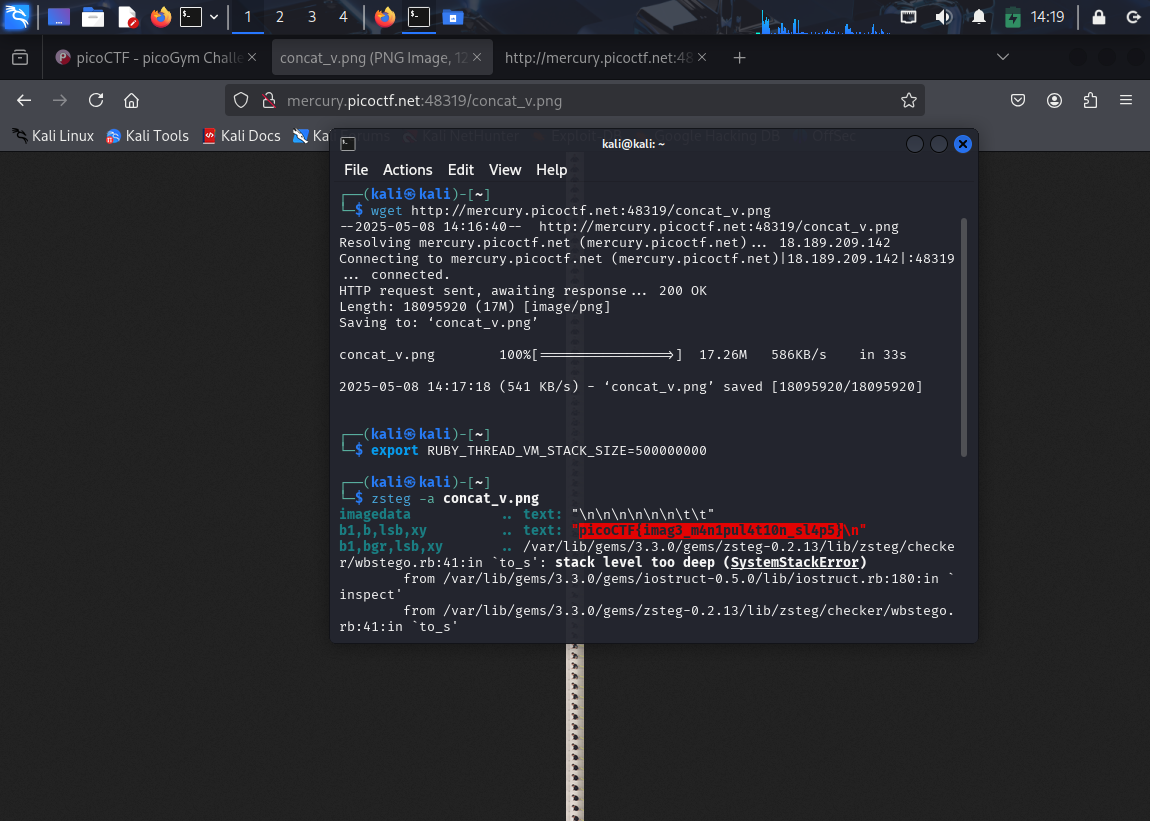 1 2 3 4 14:19
picoCTF - picoGym Challe
concat_v.png (PNG Image, 12
http://mercury.picoctf.net:48
mercury.picoctf.net:48319/concat_v.png
Kali Linux Kali Tools Kali Docs Ka
kali@kali: ~
File Actions Edit View Help
┌──(kali㉿kali)-[~]
└─$ wget http://mercury.picoctf.net:48319/concat_v.png
--2025-05-08 14:16:40-- http://mercury.picoctf.net:48319/concat_v.png
Resolving mercury.picoctf.net (mercury.picoctf.net)... 18.189.209.142
Connecting to mercury.picoctf.net (mercury.picoctf.net)|18.189.209.142|:48319
... connected.
HTTP request sent, awaiting response... 200 OK
Length: 18095920 (17M) [image/png]
Saving to: ‘concat_v.png’
concat_v.png 100%[===================>] 17.26M 586KB/s in 33s
2025-05-08 14:17:18 (541 KB/s) - ‘concat_v.png’ saved [18095920/18095920]
┌──(kali㉿kali)-[~]
└─$ export RUBY_THREAD_VM_STACK_SIZE=500000000
┌──(kali㉿kali)-[~]
└─$ zsteg -a concat_v.png
imagedata .. text: "\n\n\n\n\n\n\t\t"
b1,b,lsb,xy .. text: "picoCTF{imag3_m4n1pul4t10n_sl4p5}\n"
b1,bgr,lsb,xy .. /var/lib/gems/3.3.0/gems/zsteg-0.2.13/lib/zsteg/checke
r/wbstego.rb:41:in `to_s': stack level too deep (SystemStackError)
from /var/lib/gems/3.3.0/gems/iostruct-0.5.0/lib/iostruct.rb:180:in `
inspect'
from /var/lib/gems/3.3.0/gems/zsteg-0.2.13/lib/zsteg/checker/wbstego.
rb:41:in `to_s'